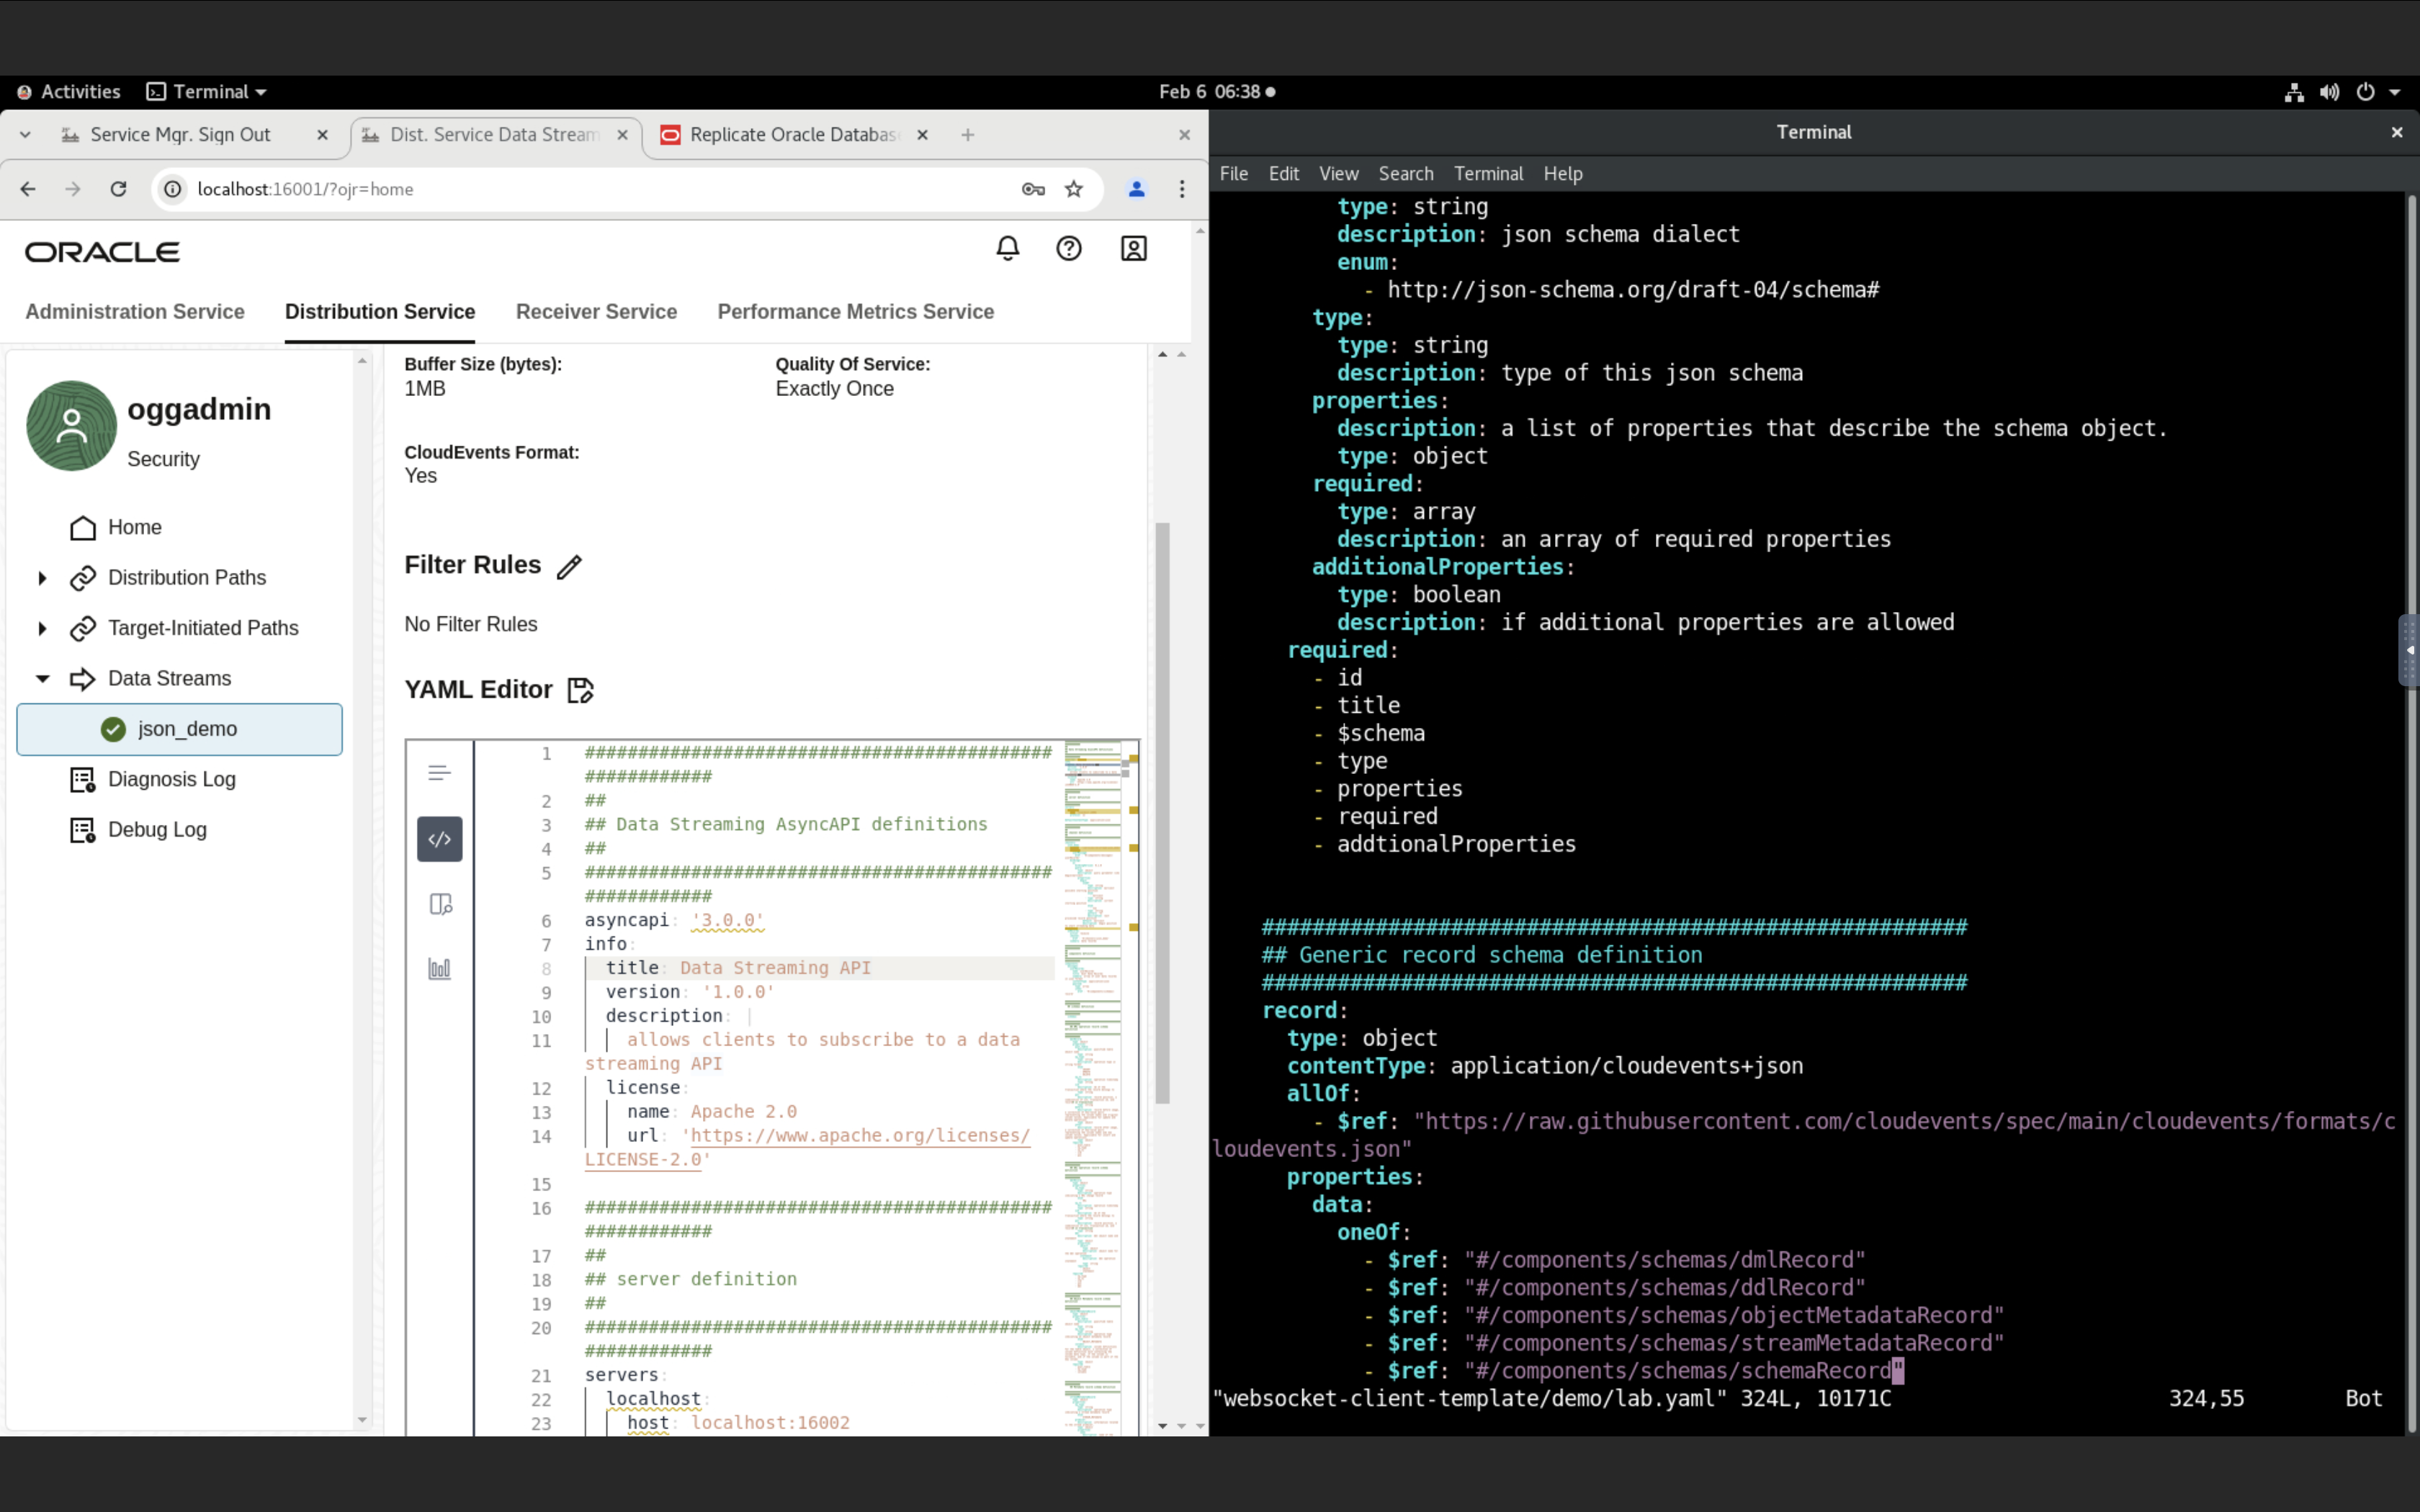 Activities
Terminal
Feb 6 06:38
Service Mgr. Sign Out
Dist. Service Data Stream
Replicate Oracle Databas
localhost:16001/?ojr=home
ORACLE
Administration Service
Distribution Service
Receiver Service
Performance Metrics Service
oggadmin
Security
Home
Distribution Paths
Target-Initiated Paths
Data Streams
json_demo
Diagnosis Log
Debug Log
Buffer Size (bytes):
1MB
Quality Of Service:
Exactly Once
CloudEvents Format:
Yes
Filter Rules
No Filter Rules
YAML Editor
1 ############################################
############
2 ##
3 ## Data Streaming AsyncAPI definitions
4 ##
5 ############################################
############
6 asyncapi: '3.0.0'
7 info:
8 title: Data Streaming API
9 version: '1.0.0'
10 description: |
11 allows clients to subscribe to a data
streaming API
12 license:
13 name: Apache 2.0
14 url: 'https://www.apache.org/licenses/
LICENSE-2.0'
15
16 ############################################
############
17 ##
18 ## server definition
19 ##
20 ############################################
############
21 servers:
22 localhost:
23 host: localhost:16002
Terminal
File Edit View Search Terminal Help
type: string
description: json schema dialect
enum:
- http://json-schema.org/draft-04/schema#
type:
type: string
description: type of this json schema
properties:
description: a list of properties that describe the schema object.
type: object
required:
type: array
description: an array of required properties
additionalProperties:
type: boolean
description: if additional properties are allowed
required:
- id
- title
- $schema
- type
- properties
- required
- addtionalProperties
########################################################
## Generic record schema definition
########################################################
record:
type: object
contentType: application/cloudevents+json
allOf:
- $ref: "https://raw.githubusercontent.com/cloudevents/spec/main/cloudevents/formats/c
loudevents.json"
properties:
data:
oneOf:
- $ref: "#/components/schemas/dmlRecord"
- $ref: "#/components/schemas/ddlRecord"
- $ref: "#/components/schemas/objectMetadataRecord"
- $ref: "#/components/schemas/streamMetadataRecord"
- $ref: "#/components/schemas/schemaRecord"
"websocket-client-template/demo/lab.yaml" 324L, 10171C 324,55 Bot